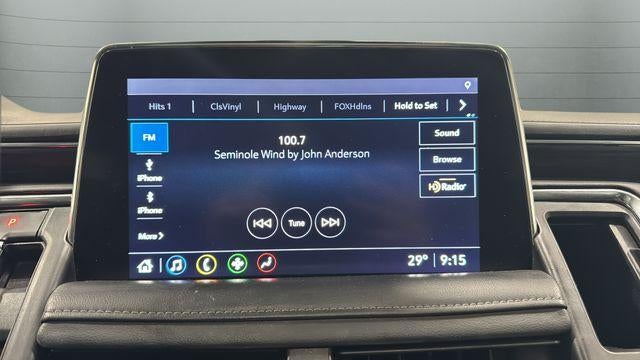 Hits 1 ClsVinyl Highway FOXHdlns Hold to Set
FM
100.7
Sound
Seminole Wind by John Anderson
Browse
iPhone
HD Radio
iPhone
Tune
More
29° 9:15
P